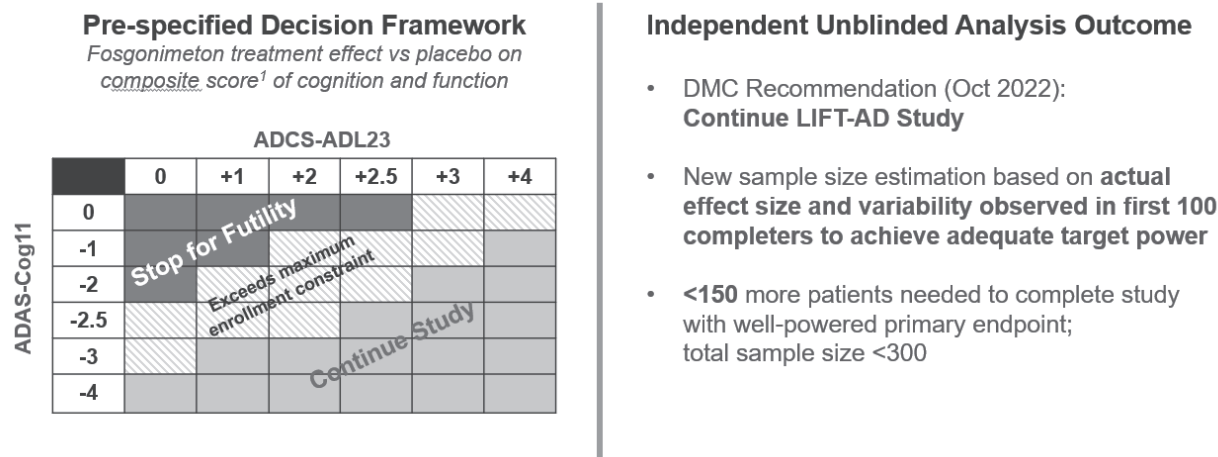 Pre-specified Decision Framework
Fosgonimeton treatment effect vs placebo on
composite score1 of cognition and function
ADCS-ADL23
0 +1 +2 +2.5 +3 +4
ADAS-Cog11
0
-1
-2
-2.5
-3
-4
Stop for Futility
Exceeds maximum
enrollment constraint
Continue Study
Independent Unblinded Analysis Outcome
• DMC Recommendation (Oct 2022):
Continue LIFT-AD Study
• New sample size estimation based on actual
effect size and variability observed in first 100
completers to achieve adequate target power
• <150 more patients needed to complete study
with well-powered primary endpoint;
total sample size <300